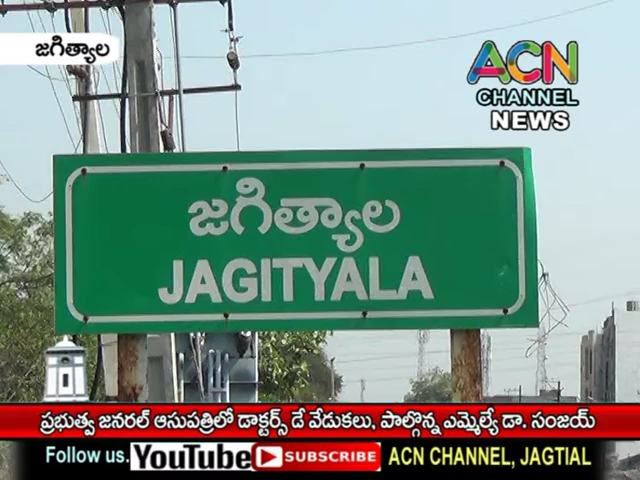 జగిత్యాల
ACN
CHANNEL
NEWS
జగిత్యాల
JAGITYALA
ప్రభుత్వ జనరల్ ఆసుపత్రిలో డాక్టర్స్ డే వేడుకలు, పాల్గొన్న ఎమ్మెల్యే డా. సంజయ్
Follow us. YouTube SUBSCRIBE ACN CHANNEL, JAGTIAL